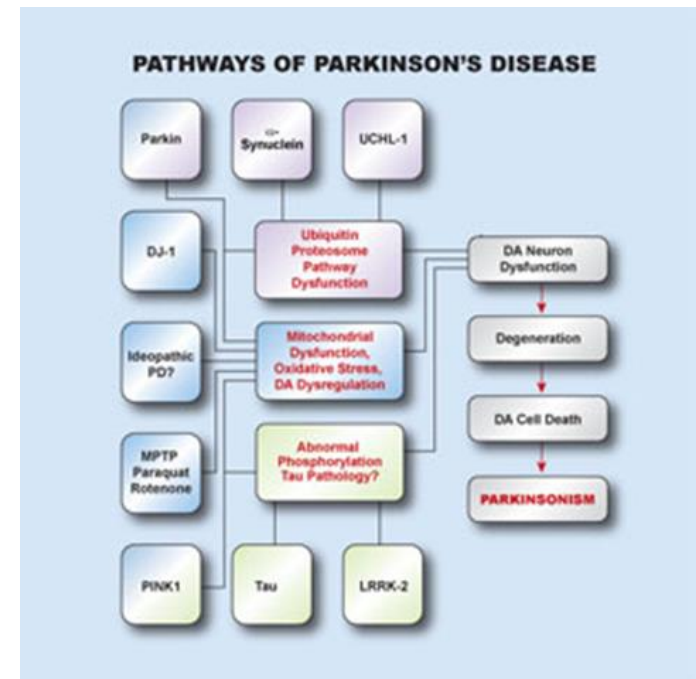 PATHWAYS OF PARKINSON'S DISEASE
Parkin
Synuclein
UCHL-1
DJ-1
Ubiquitin
Proteosome
Pathway
Dysfunction
DA Neuron
Dysfunction
Ideopathic
PD?
Mitochondrial
Dysfunction,
Oxidative Stress,
DA Dysregulation
Degeneration
MPTP
Paraquat
Rotenone
Abnormal
Phosphorylation
Tau Pathology?
DA Cell Death
PARKINSONISM
PINK1
Tau
LRRK-2